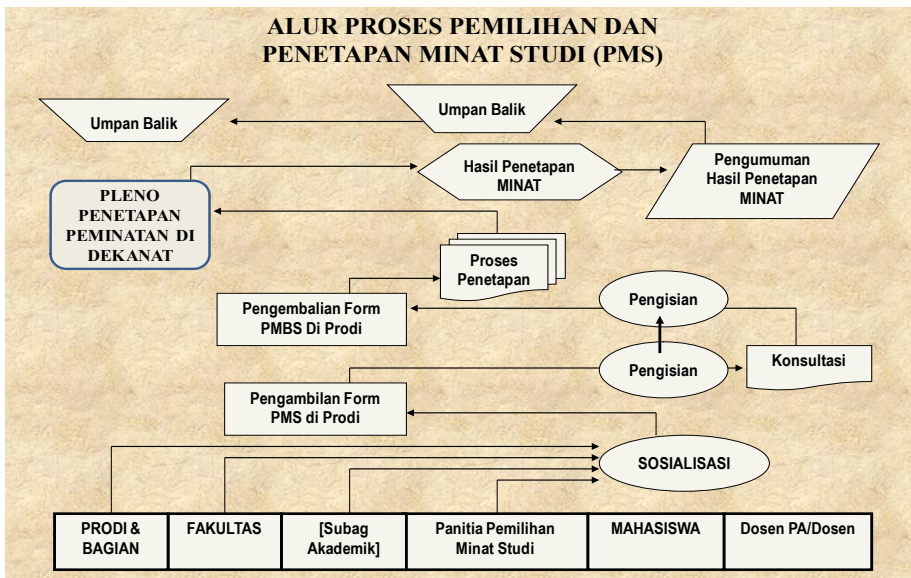 ALUR PROSES PEMILIHAN DAN
PENETAPAN MINAT STUDI (PMS)
Umpan Balik
Umpan Balik
Hasil Penetapan
MINAT
Pengumuman
Hasil Penetapan
MINAT
PLENO
PENETAPAN
PEMINATAN DI
DEKANAT
Proses
Penetapan
Pengembalian Form
PMBS Di Prodi
Pengisian
Pengisian
Konsultasi
Pengambilan Form
PMS di Prodi
SOSIALISASI
PRODI &
BAGIAN
FAKULTAS
[Subag
Akademik]
Panitia Pemilihan
Minat Studi
MAHASISWA
Dosen PA/Dosen